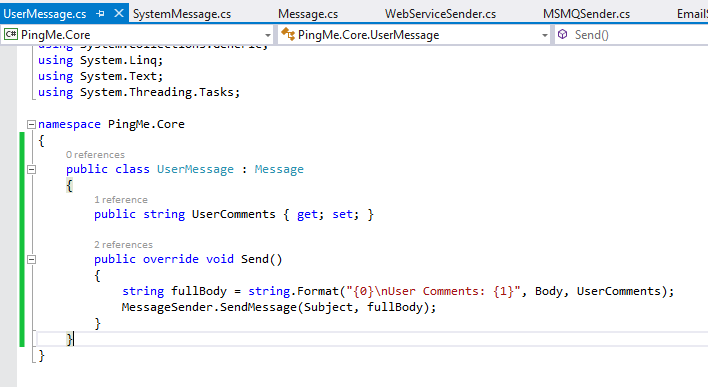 UserMessage.cs SystemMessage.cs Message.cs WebServiceSender.cs MSMQSender.cs EmailS
C# PingMe.Core PingMe.Core.UserMessage Send()
using System.Collections.Generic;
using System.Linq;
using System.Text;
using System.Threading.Tasks;
namespace PingMe.Core
{
0 references
public class UserMessage : Message
{
1 reference
public string UserComments { get; set; }
2 references
public override void Send()
{
string fullBody = string.Format("{0}\nUser Comments: {1}", Body, UserComments);
MessageSender.SendMessage(Subject, fullBody);
}
}
}